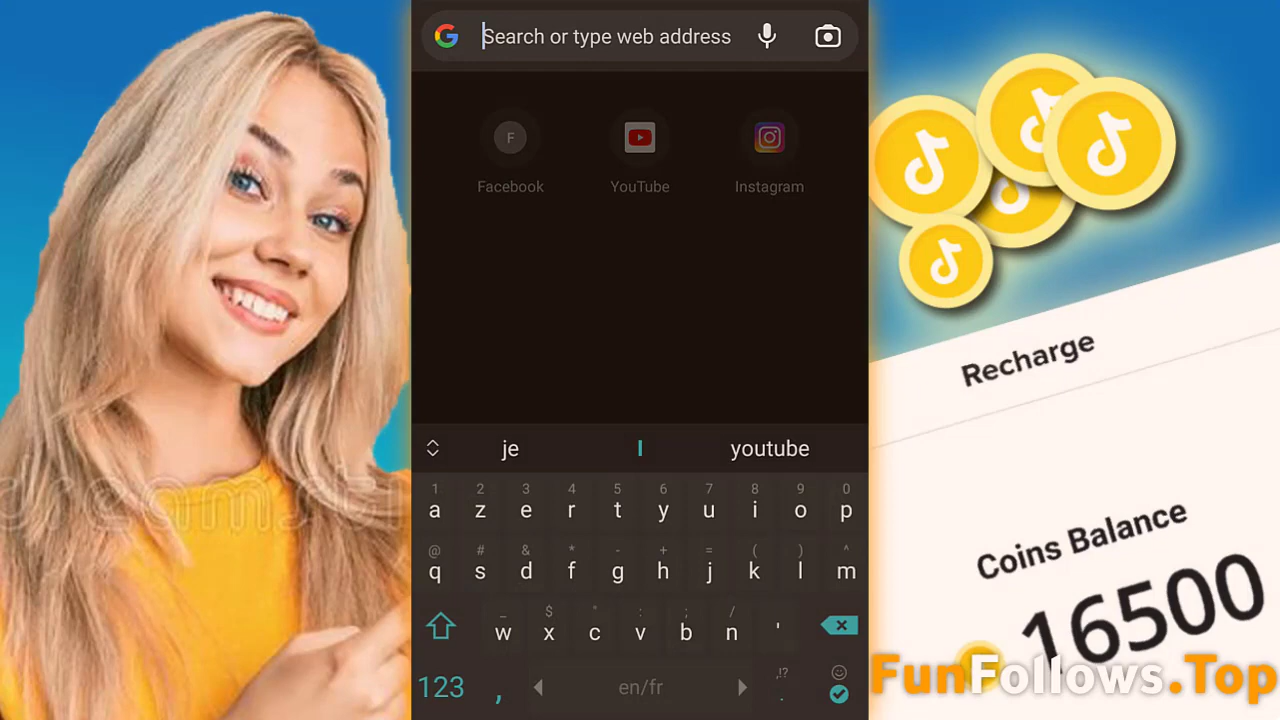 Search or type web address
F
Facebook YouTube Instagram
je I youtube
1 2 3 4 5 6 7 8 9 0
a z e r t y u i o p
@ # & * - + = ( ) ^
q s d f g h j k l m
_ $ " : ; /
w x c v b n '
123 , en/fr ,!? .
Recharge
Coins Balance
16500
FunFollows.Top